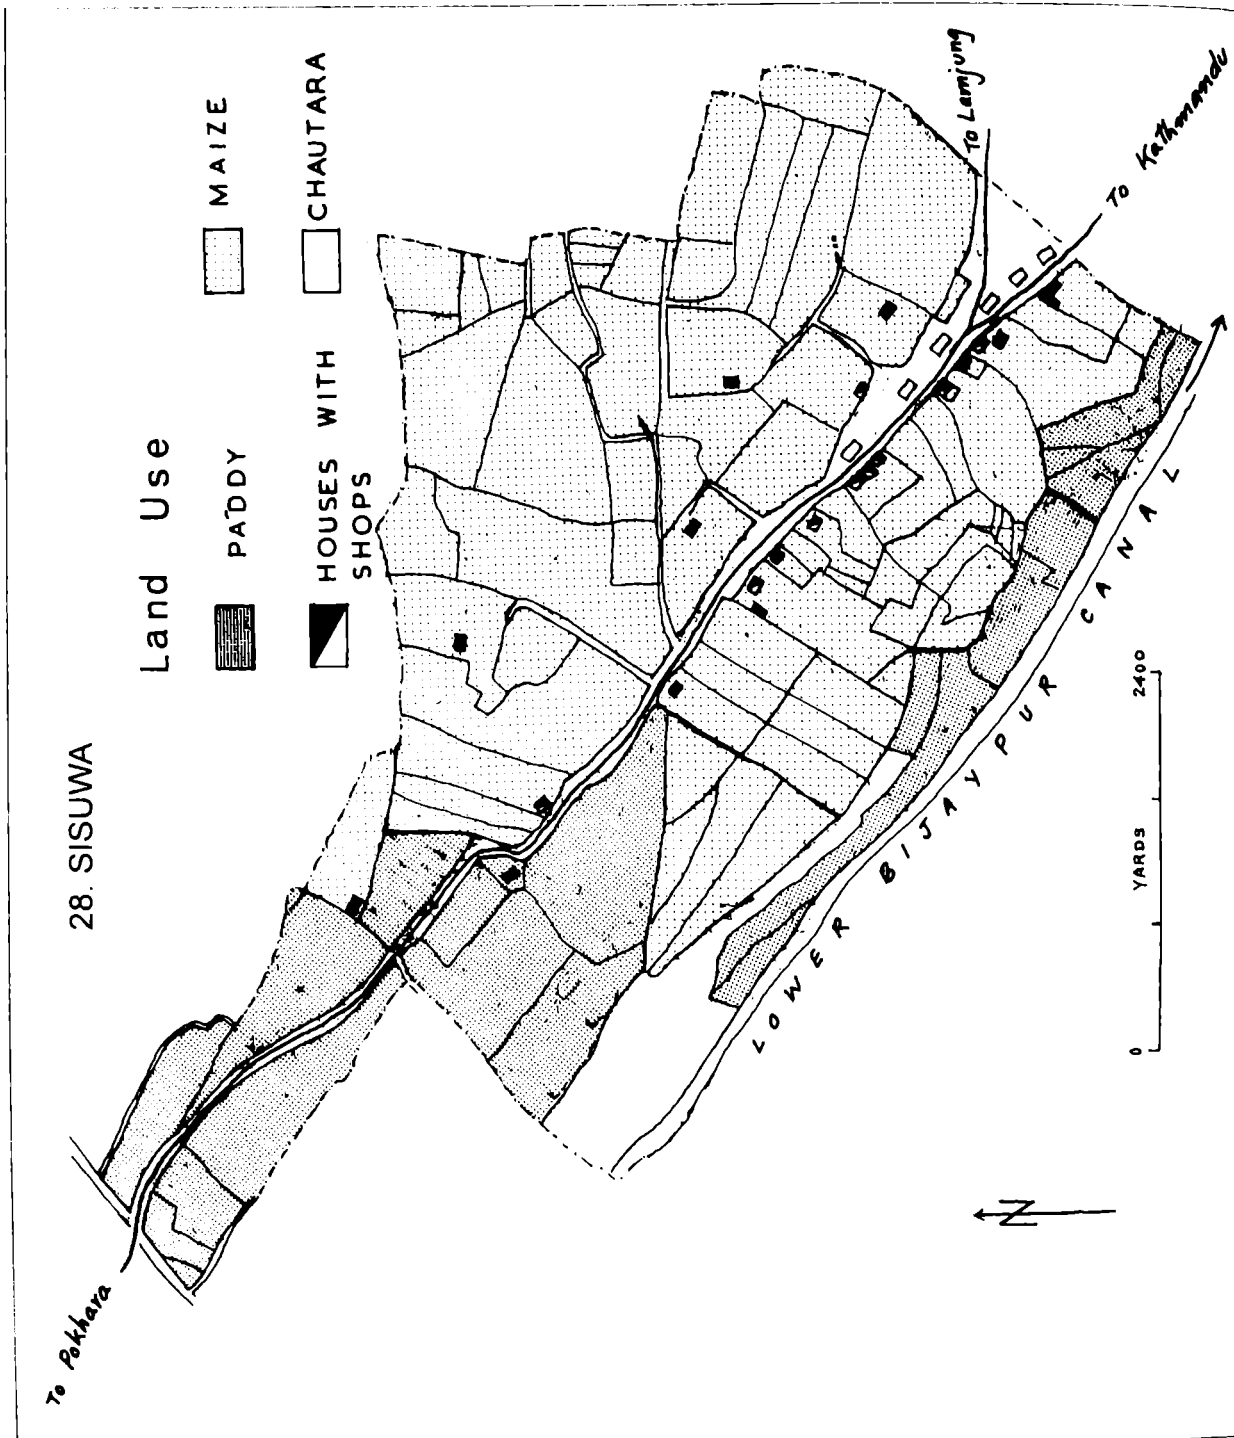 28. SISUWA
Land Use
PADDY
MAIZE
HOUSES WITH
SHOPS
CHAUTARA
To Pokhara
To Lamjung
To Kathmandu
LOWER BIJAYPUR CANAL
N
YARDS
0 2400